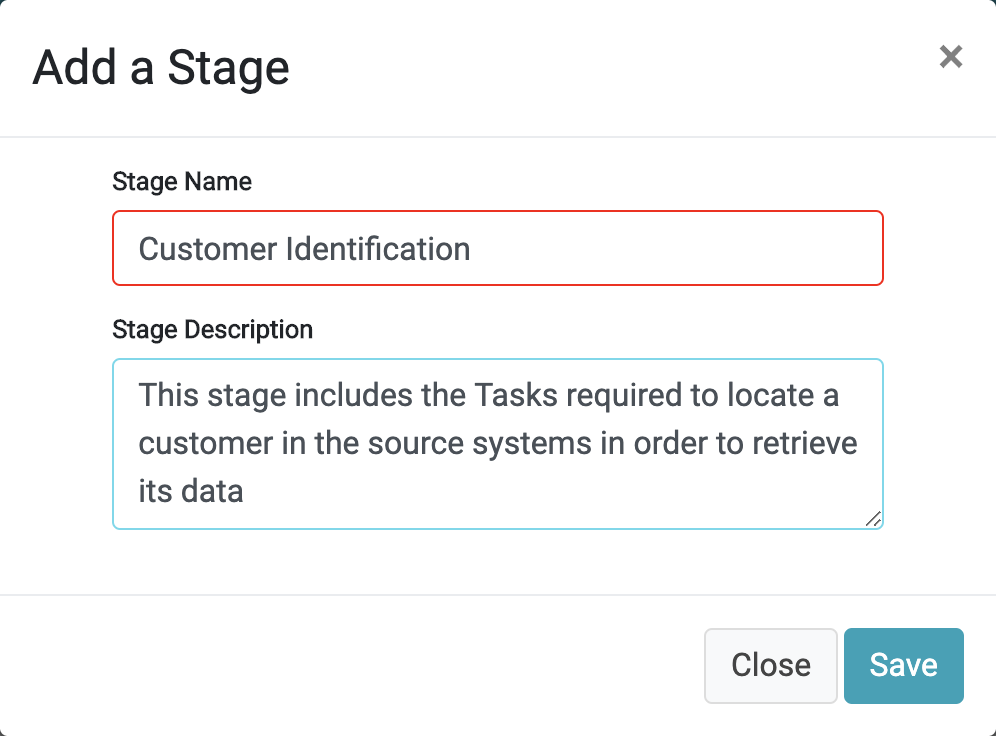 Add a Stage
×
Stage Name
Customer Identification
Stage Description
This stage includes the Tasks required to locate a
customer in the source systems in order to retrieve
its data
Close
Save